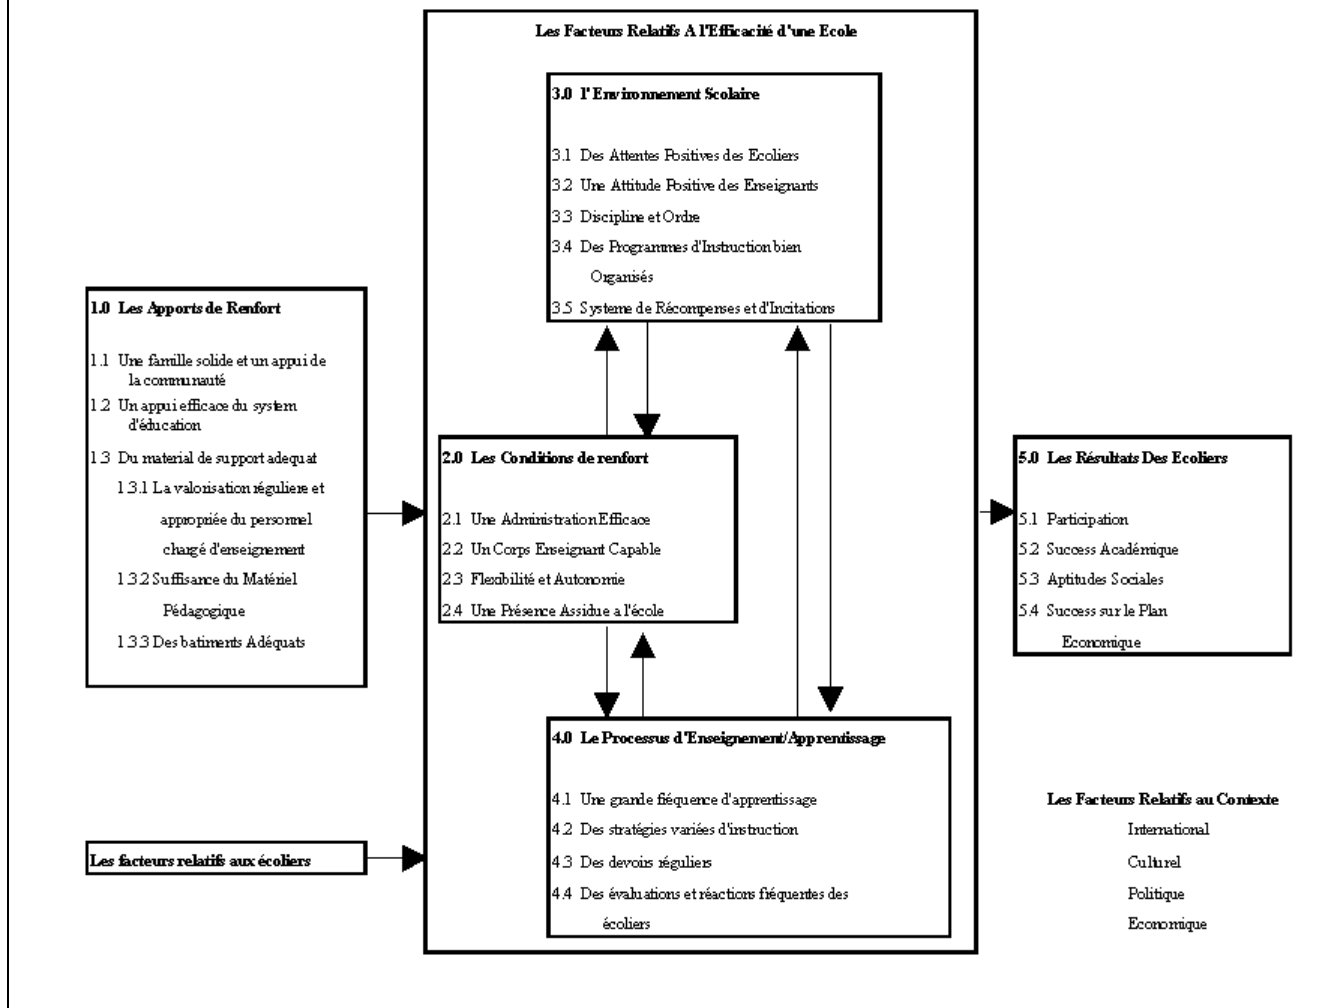 Les Facteurs Relatifs A l'Efficacité d'une Ecole
3.0 l'Environnement Scolaire
3.1 Des Attentes Positives des Ecoliers
3.2 Une Attitude Positive des Enseignants
3.3 Discipline et Ordre
3.4 Des Programmes d'Instruction bien
Organisés
3.5 Systeme de Récompenses et d'Incitations
1.0 Les Apports de Renfort
1.1 Une famille solide et un appui de
la communauté
1.2 Un appui efficace du system
d'éducation
1.3 Du material de support adequat
1.3.1 La valorisation réguliere et
appropriée du personnel
chargé d'enseignement
1.3.2 Suffisance du Matériel
Pédagogique
1.3.3 Des batiments Adéquats
2.0 Les Conditions de renfort
2.1 Une Administration Efficace
2.2 Un Corps Enseignant Capable
2.3 Flexibilité et Autonomie
2.4 Une Présence Assidue a l'école
5.0 Les Résultats Des Ecoliers
5.1 Participation
5.2 Success Académique
5.3 Aptitudes Sociales
5.4 Success sur le Plan
Economique
4.0 Le Processus d'Enseignement/Apprentissage
4.1 Une grande fréquence d'apprentissage
4.2 Des stratégies variées d'instruction
4.3 Des devoirs réguliers
4.4 Des évaluations et réactions fréquentes des
écoliers
Les facteurs relatifs aux écoliers
Les Facteurs Relatifs au Contexte
International
Culturel
Politique
Economique